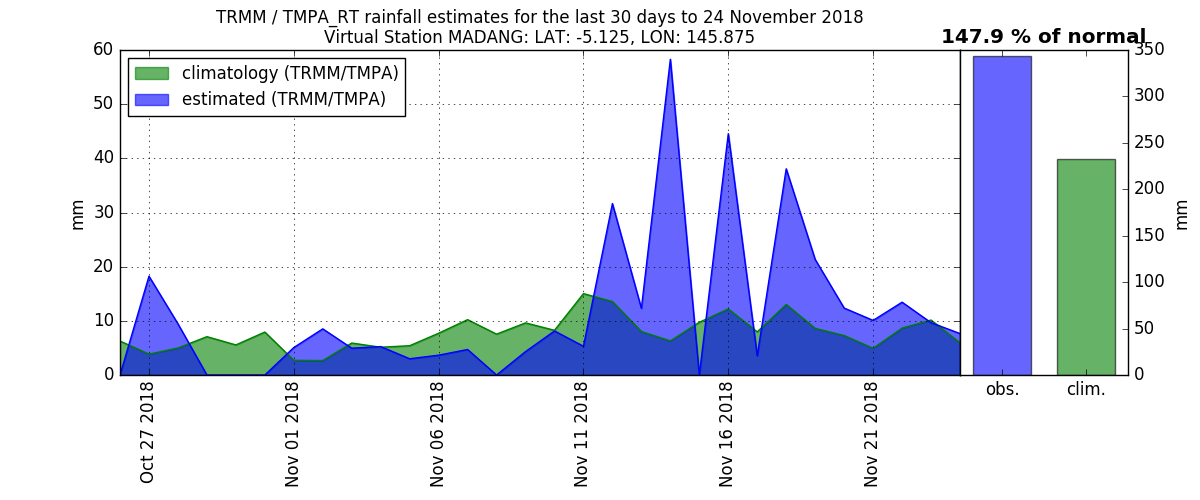 TRMM / TMPA_RT rainfall estimates for the last 30 days to 24 November 2018
Virtual Station MADANG: LAT: -5.125, LON: 145.875
147.9 % of normal
climatology (TRMM/TMPA)
estimated (TRMM/TMPA)
60
50
40
30
20
10
0
mm
Oct 27 2018
Nov 01 2018
Nov 06 2018
Nov 11 2018
Nov 16 2018
Nov 21 2018
obs.
clim.
350
300
250
200
150
100
50
0
mm